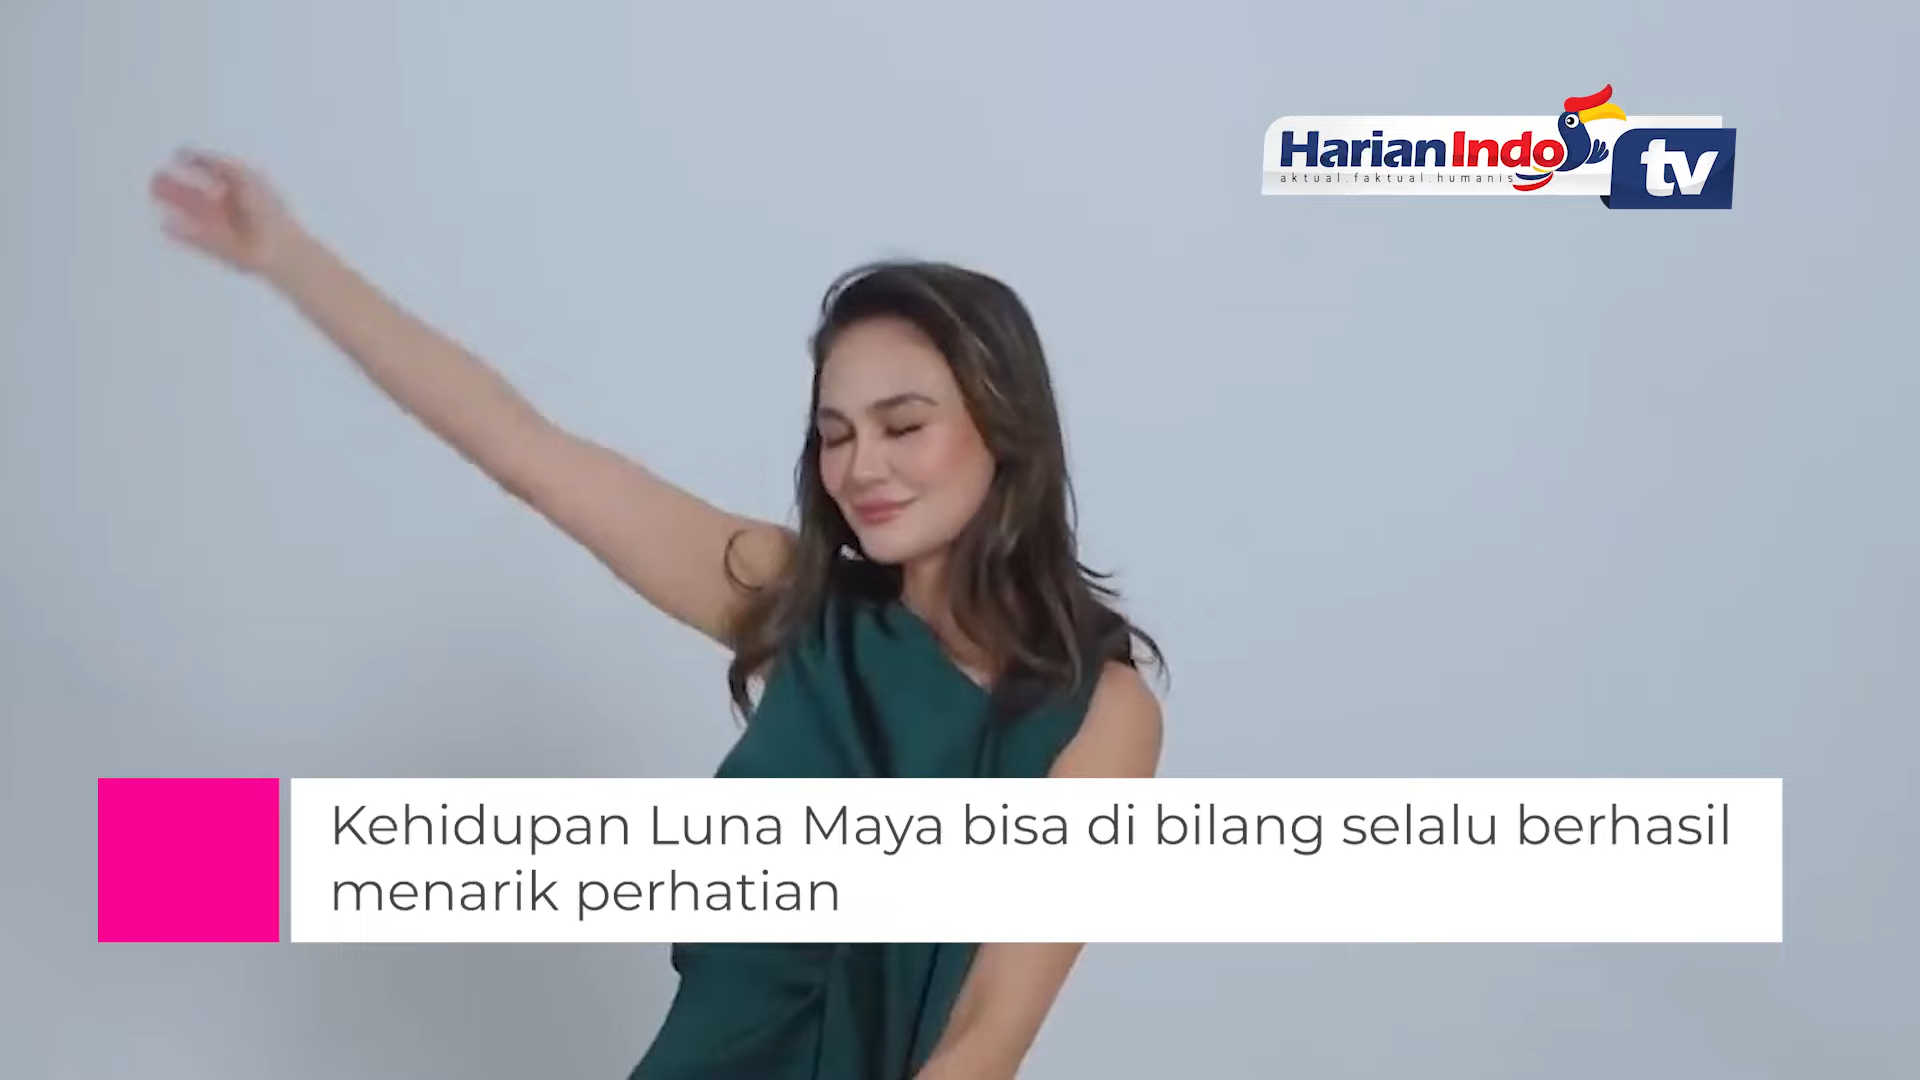 HarianIndo tv
aktual.faktual.humanis
Kehidupan Luna Maya bisa di bilang selalu berhasil
menarik perhatian